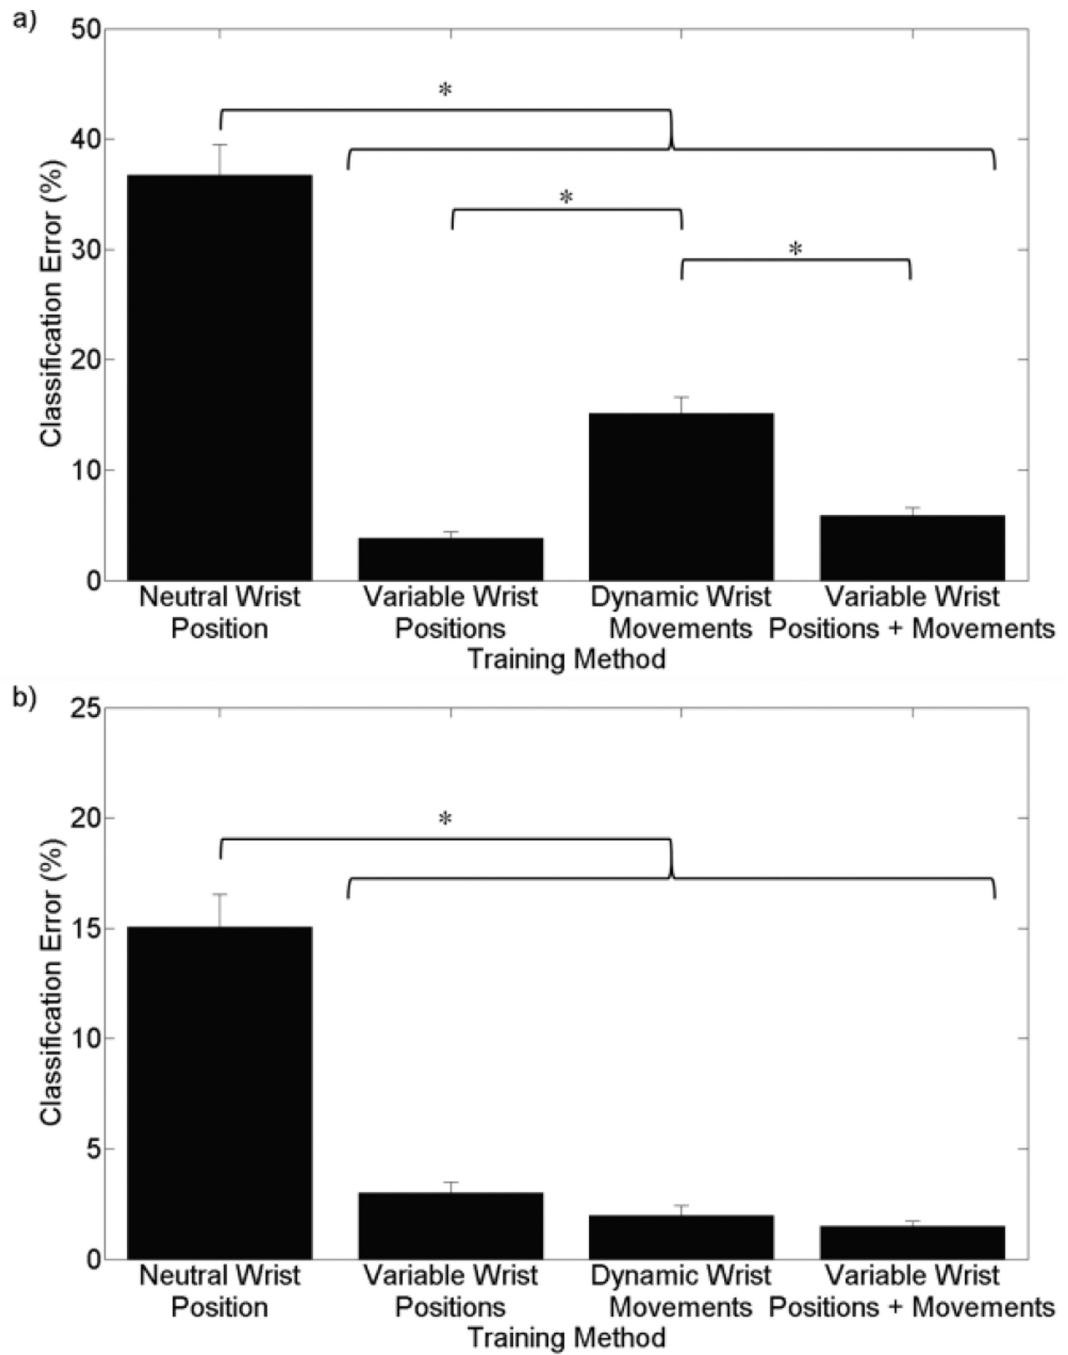 a)
50
40
30
20
10
0
Classification Error (%)
*
*
*
Neutral Wrist Position
Variable Wrist Positions
Dynamic Wrist Movements
Variable Wrist Positions + Movements
Training Method
b)
25
20
15
10
5
0
Classification Error (%)
*
Neutral Wrist Position
Variable Wrist Positions
Dynamic Wrist Movements
Variable Wrist Positions + Movements
Training Method